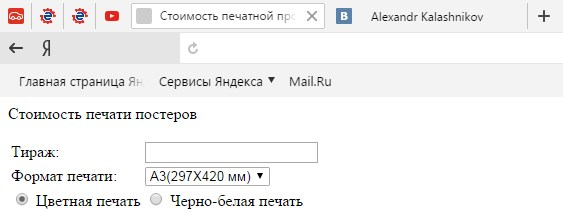 Стоимость печатной про
Alexandr Kalashnikov
Я
Главная страница Ян
Сервисы Яндекса
Mail.Ru
Стоимость печати постеров
Тираж:
Формат печати: А3(297Х420 мм)
Цветная печать Черно-белая печать